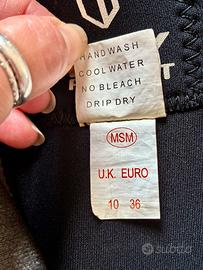 HANDWASH
COOL WATER
NO BLEACH
DRIP DRY
MSM
U.K. EURO
10 36
subito